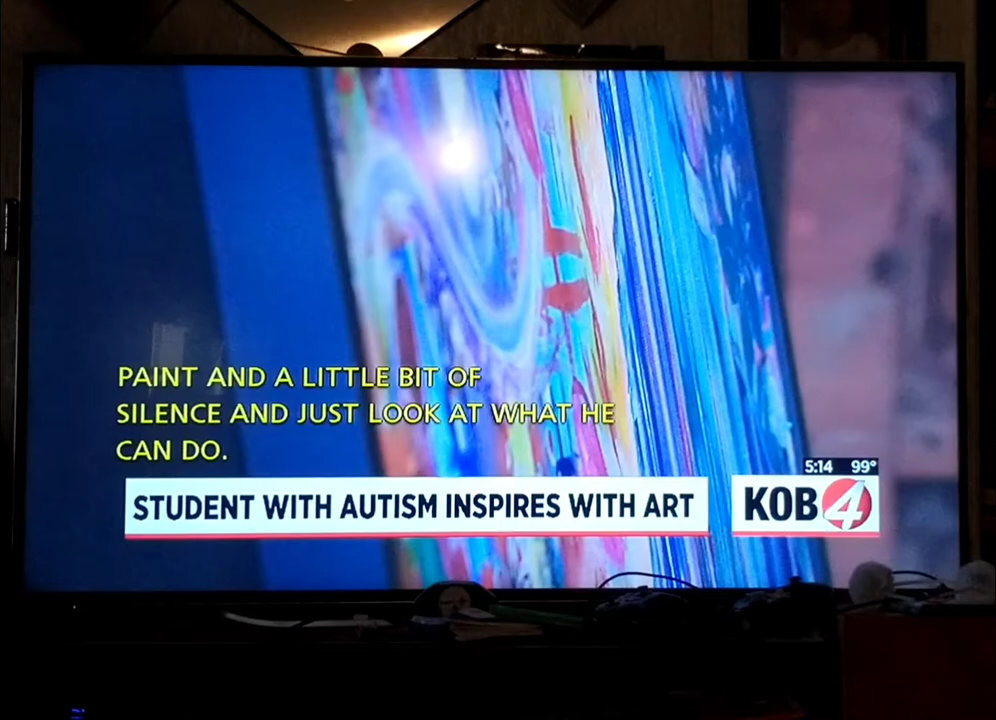 PAINT AND A LITTLE BIT OF
SILENCE AND JUST LOOK AT WHAT HE
CAN DO.
5:14 99°
STUDENT WITH AUTISM INSPIRES WITH ART
KOB 4